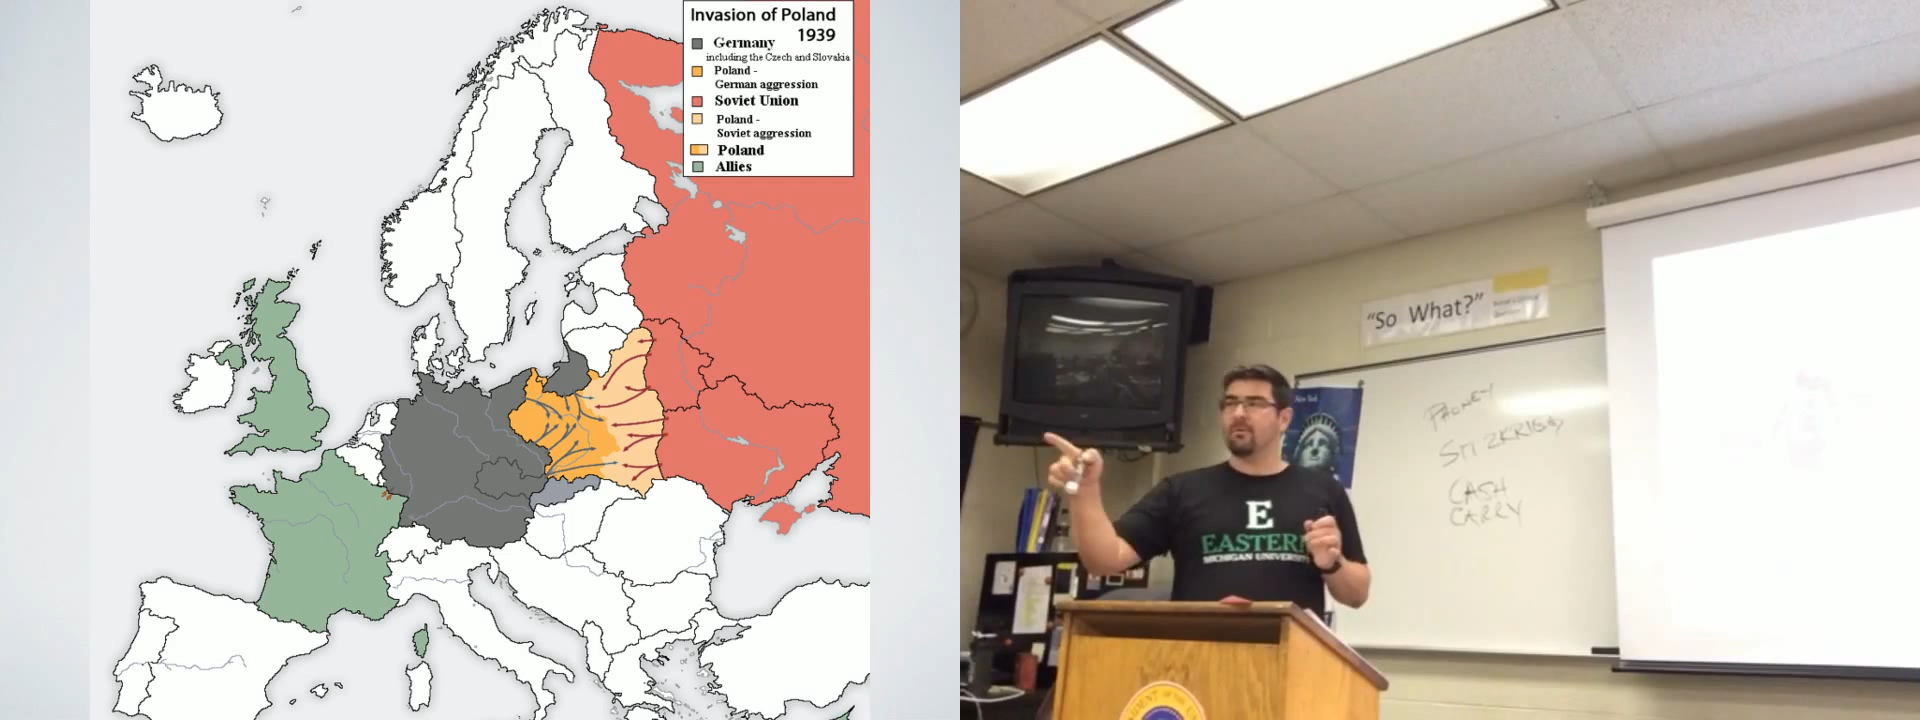 Invasion of Poland
1939
Germany
including the Czech and Slovakia
Poland -
German aggression
Soviet Union
Poland -
Soviet aggression
Poland
Allies
"So What?"
PHONEY
SITZKRIEG
CASH
CARRY
E
EASTERN
MICHIGAN UNIVERSITY